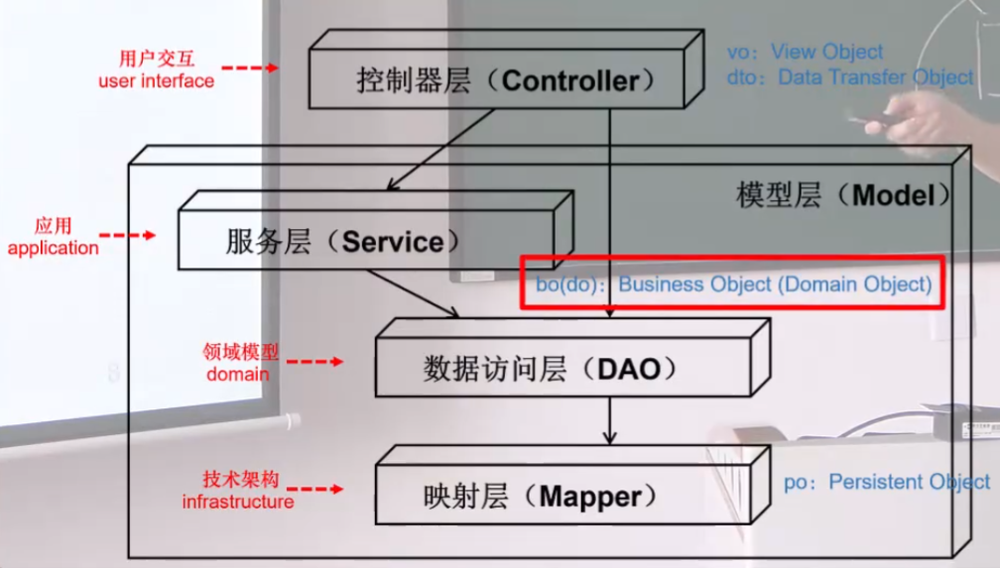 用户交互
user interface
控制器层（Controller）
vo：View Object
dto：Data Transfer Object
模型层（Model）
应用
application
服务层（Service）
bo(do)：Business Object (Domain Object)
领域模型
domain
数据访问层（DAO）
技术架构
infrastructure
映射层（Mapper）
po：Persistent Object
8